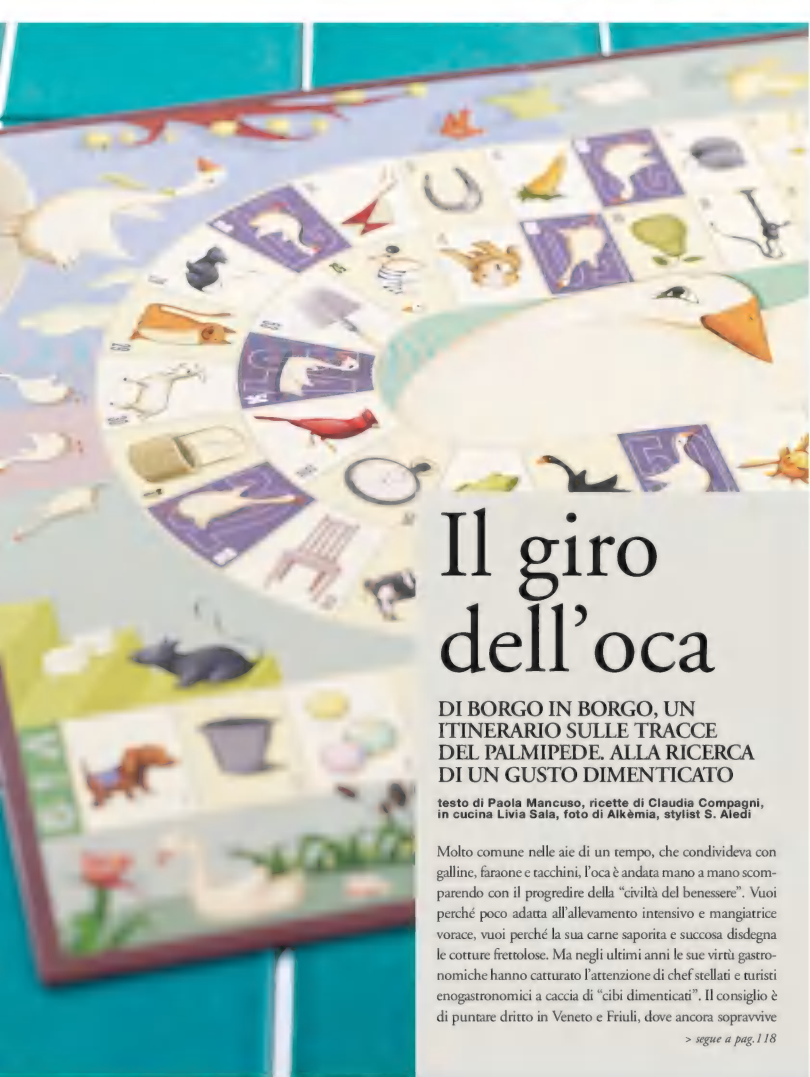 Il giro
dell’oca
DI BORGO IN BORGO, UN
ITINERARIO SULLE TRACCE
DEL PALMIPEDE. ALLA RICERCA
DI UN GUSTO DIMENTICATO
testo di Paola Mancuso, ricette di Claudia Compagni,
in cucina Livia Sala, foto di Alkèmia, stylist S. Aledi
Molto comune nelle aie di un tempo, che condivideva con
galline, faraone e tacchini, l’oca è andata mano a mano scom-
parendo con il progredire della “civiltà del benessere”. Vuoi
perché poco adatta all’allevamento intensivo e mangiatrice
vorace, vuoi perché la sua carne saporita e succosa disdegna
le cotture frettolose. Ma negli ultimi anni le sue virtù gastro-
nomiche hanno catturato l’attenzione di chef stellati e turisti
enogastronomici a caccia di “cibi dimenticati”. Il consiglio è
di puntare dritto in Veneto e Friuli, dove ancora sopravvive
> segue a pag.118